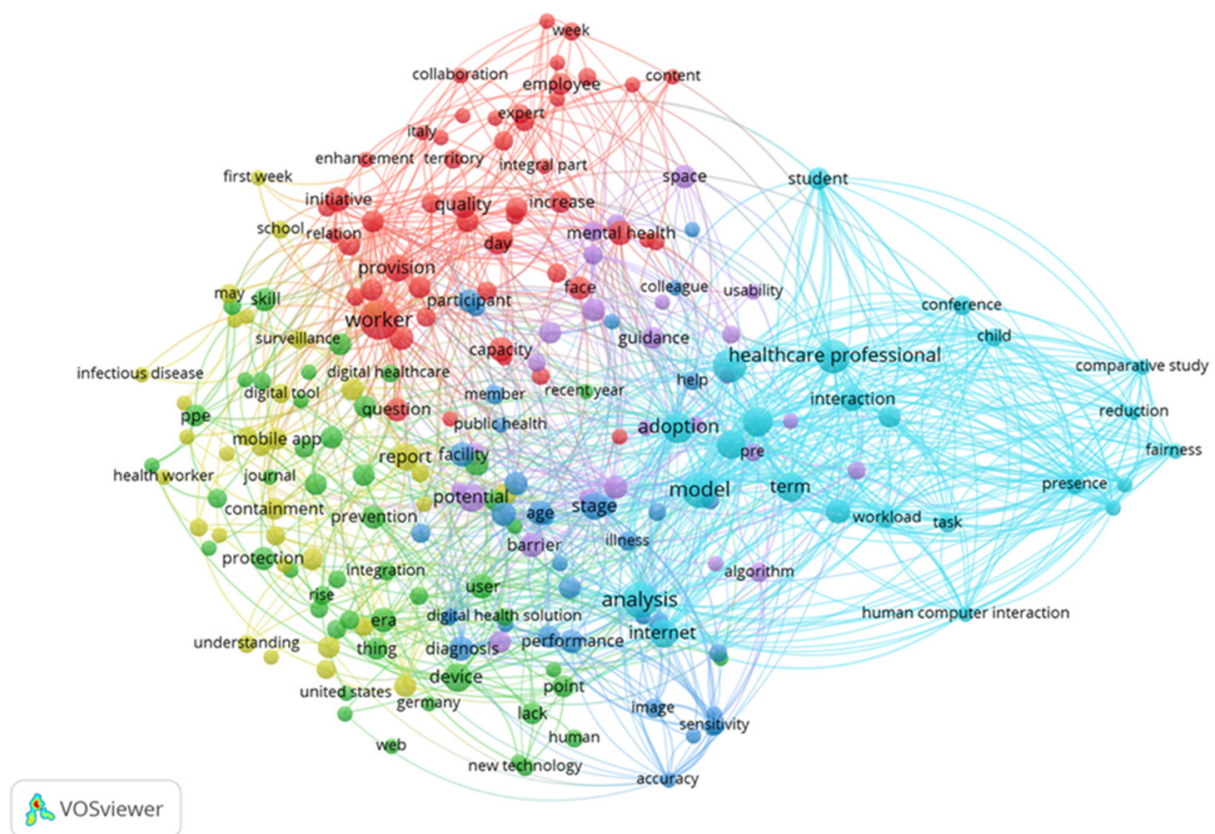 week
collaboration
content
employee
expert
italy
enhancement
territory
integral part
first week
space
student
initiative
quality
increase
school
relation
day
mental health
provision
face
colleague
usability
may
skill
participant
conference
worker
surveillance
guidance
child
capacity
healthcare professional
infectious disease
digital healthcare
help
comparative study
digital tool
member
recent year
interaction
ppe
question
public health
adoption
reduction
mobile app
pre
fairness
report
facility
health worker
journal
potential
model
term
presence
containment
prevention
age
stage
workload
task
barrier
illness
protection
integration
algorithm
rise
user
analysis
era
digital health solution
human computer interaction
understanding
thing
diagnosis
performance
internet
device
united states
point
germany
lack
image
sensitivity
web
human
new technology
accuracy
VOSviewer